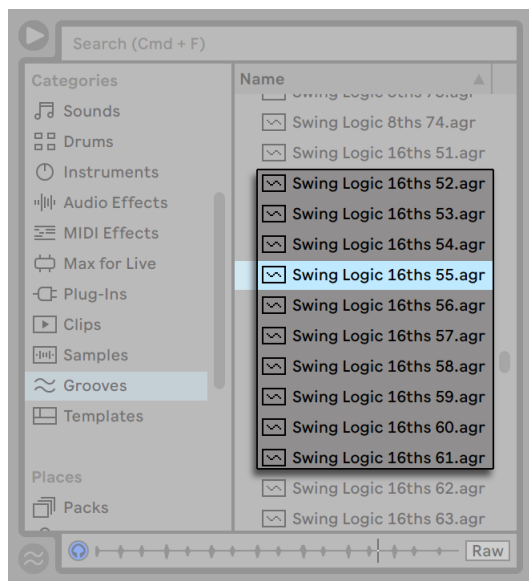 Search (Cmd + F)
Categories
Sounds
Drums
Instruments
Audio Effects
MIDI Effects
Max for Live
Plug-Ins
Clips
Samples
Grooves
Templates
Places
Packs
Name
Swing Logic 8ths 74.agr
Swing Logic 16ths 51.agr
Swing Logic 16ths 52.agr
Swing Logic 16ths 53.agr
Swing Logic 16ths 54.agr
Swing Logic 16ths 55.agr
Swing Logic 16ths 56.agr
Swing Logic 16ths 57.agr
Swing Logic 16ths 58.agr
Swing Logic 16ths 59.agr
Swing Logic 16ths 60.agr
Swing Logic 16ths 61.agr
Swing Logic 16ths 62.agr
Swing Logic 16ths 63.agr
Raw